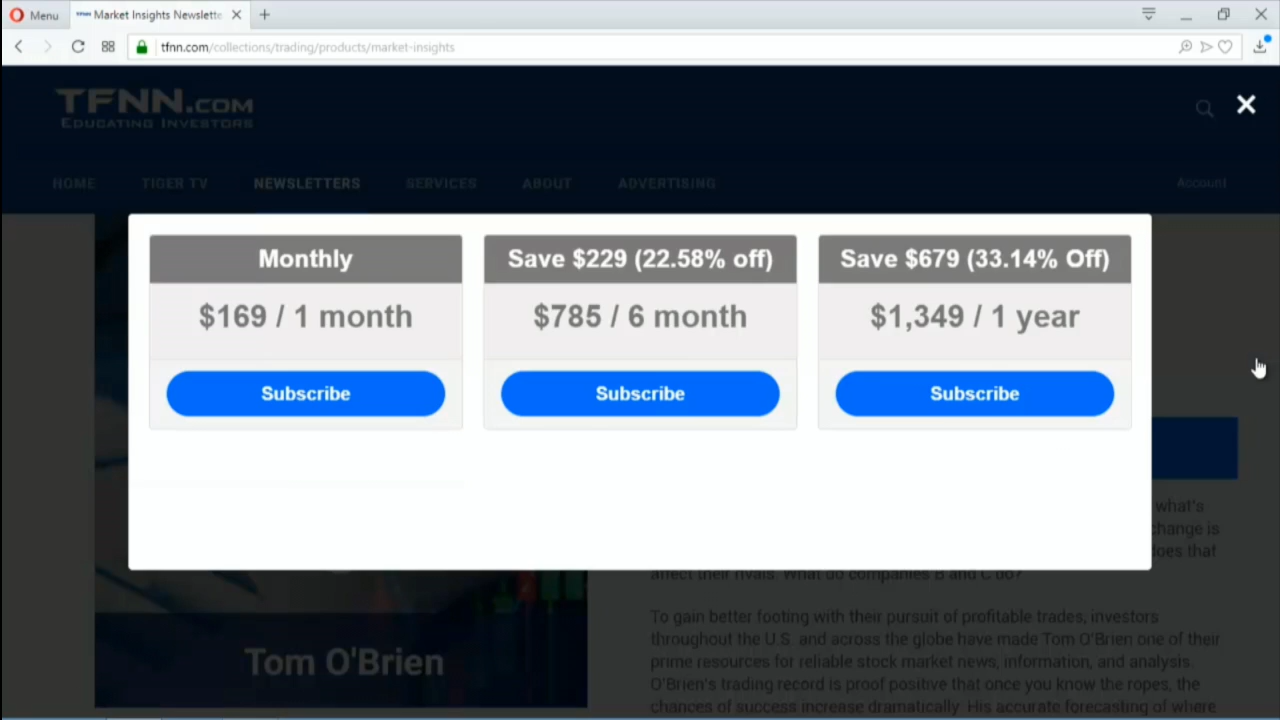 Menu
Market Insights Newslette
tfnn.com/collections/trading/products/market-insights
TFNN.COM
EDUCATING INVESTORS
HOME TIGER TV NEWSLETTERS SERVICES ABOUT ADVERTISING
Account
Monthly
$169 / 1 month
Subscribe
Save $229 (22.58% off)
$785 / 6 month
Subscribe
Save $679 (33.14% Off)
$1,349 / 1 year
Subscribe
what's
change is
does that
affect their rivals. What do companies B and C do?
To gain better footing with their pursuit of profitable trades, investors
throughout the U.S. and across the globe have made Tom O'Brien one of their
prime resources for reliable stock market news, information, and analysis.
O'Brien's trading record is proof positive that once you know the ropes, the
chances of success increase dramatically. His accurate forecasting of where
Tom O'Brien